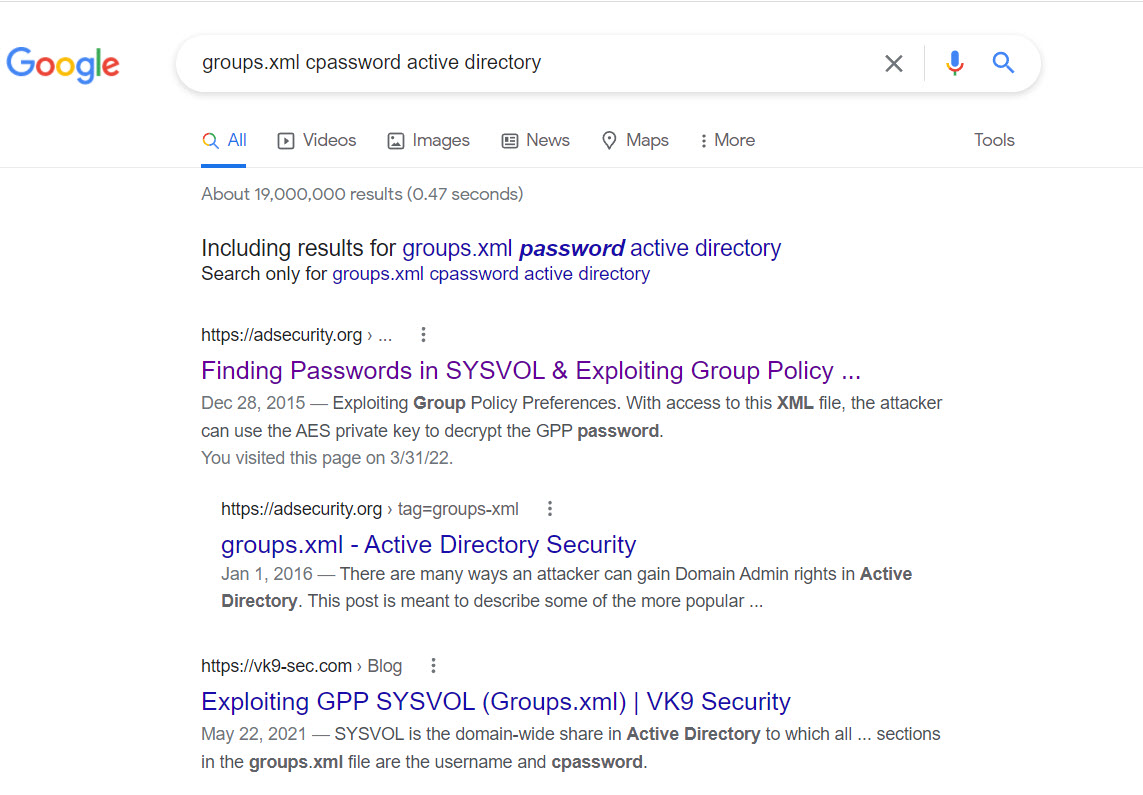 Google
groups.xml cpassword active directory
All Videos Images News Maps More Tools
About 19,000,000 results (0.47 seconds)
Including results for groups.xml password active directory
Search only for groups.xml cpassword active directory
https://adsecurity.org › ...
Finding Passwords in SYSVOL & Exploiting Group Policy ...
Dec 28, 2015 — Exploiting Group Policy Preferences. With access to this XML file, the attacker
can use the AES private key to decrypt the GPP password.
You visited this page on 3/31/22.
https://adsecurity.org › tag=groups-xml
groups.xml - Active Directory Security
Jan 1, 2016 — There are many ways an attacker can gain Domain Admin rights in Active
Directory. This post is meant to describe some of the more popular ...
https://vk9-sec.com › Blog
Exploiting GPP SYSVOL (Groups.xml) | VK9 Security
May 22, 2021 — SYSVOL is the domain-wide share in Active Directory to which all ... sections
in the groups.xml file are the username and cpassword.